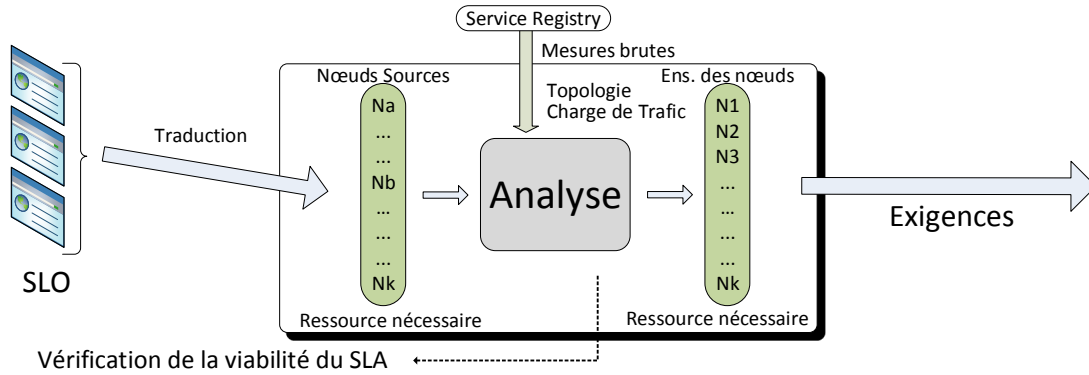 Service Registry
Mesures brutes
Nœuds Sources
Ens. des nœuds
Topologie
Charge de Trafic
Traduction
Na
...
...
Nb
...
...
...
Nk
Analyse
N1
N2
N3
...
...
...
...
Nk
Exigences
SLO
Ressource nécessaire
Ressource nécessaire
Vérification de la viabilité du SLA